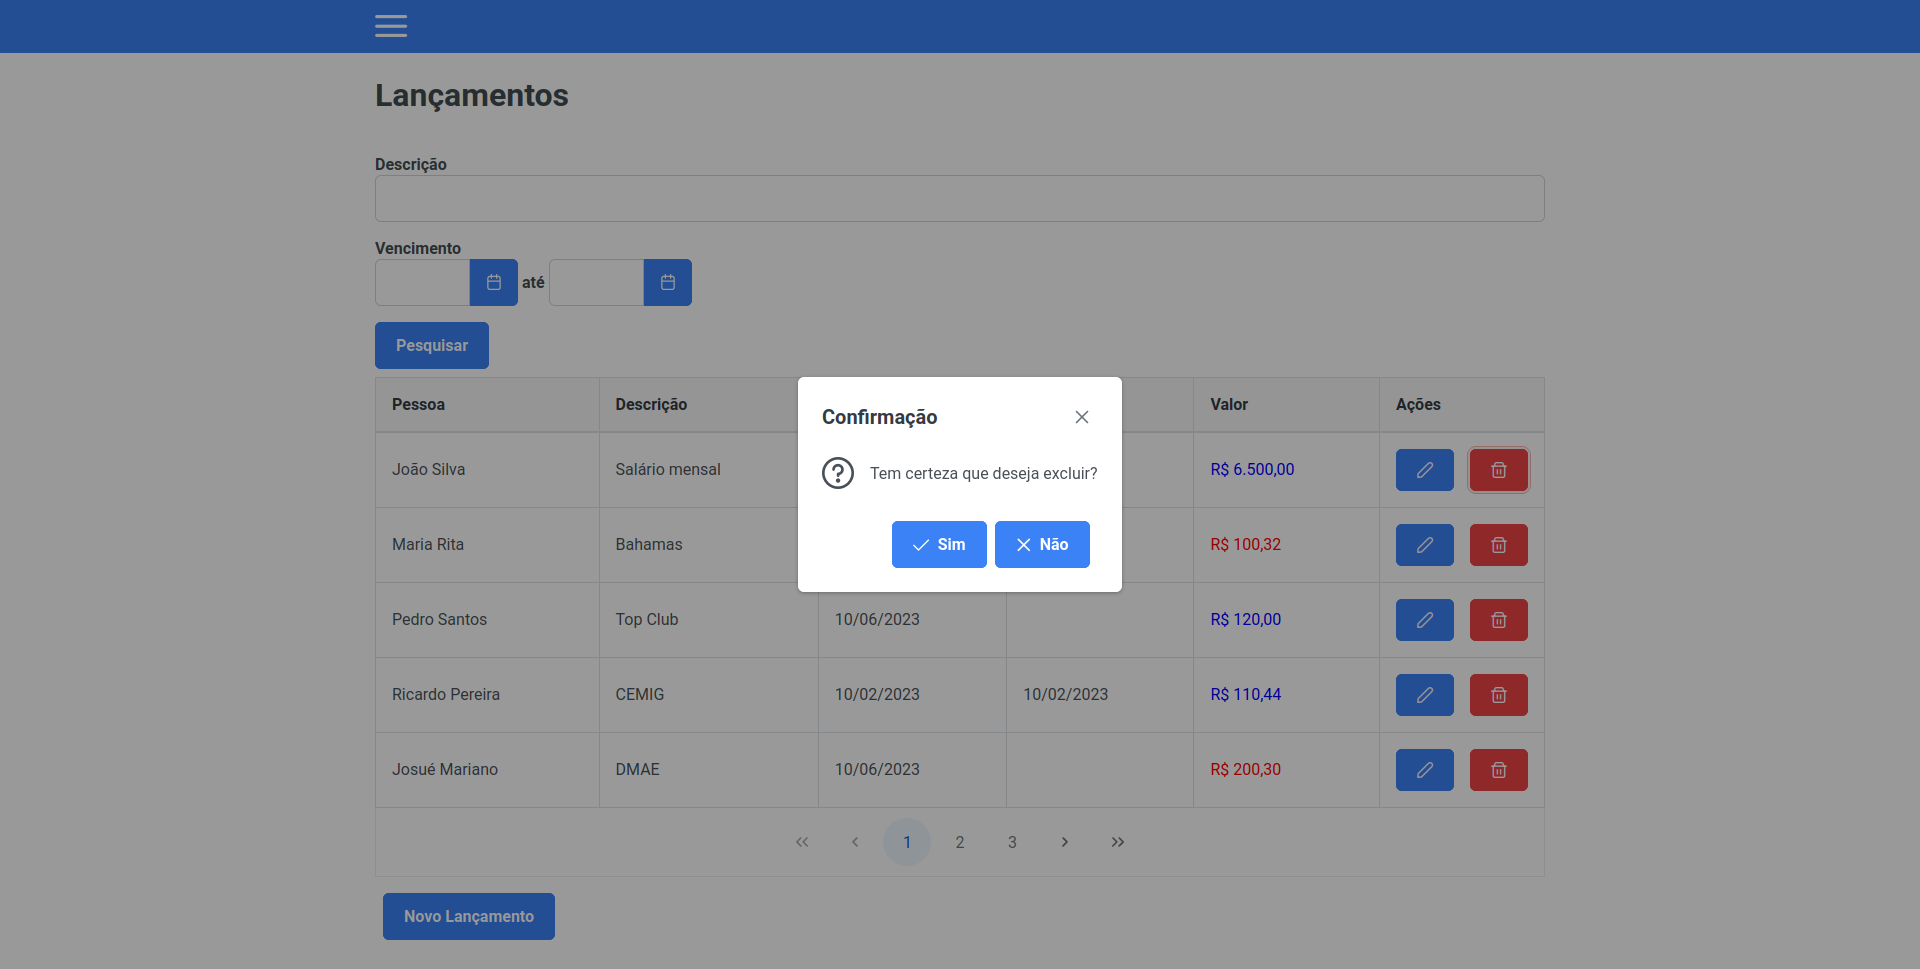 Lançamentos
Descrição
Vencimento
até
Pesquisar
Pessoa Descrição Valor Ações
Confirmação
João Silva Salário mensal R$ 6.500,00
Tem certeza que deseja excluir?
Maria Rita Bahamas R$ 100,32
Sim Não
Pedro Santos Top Club 10/06/2023 R$ 120,00
Ricardo Pereira CEMIG 10/02/2023 10/02/2023 R$ 110,44
Josué Mariano DMAE 10/06/2023 R$ 200,30
1 2 3
Novo Lançamento